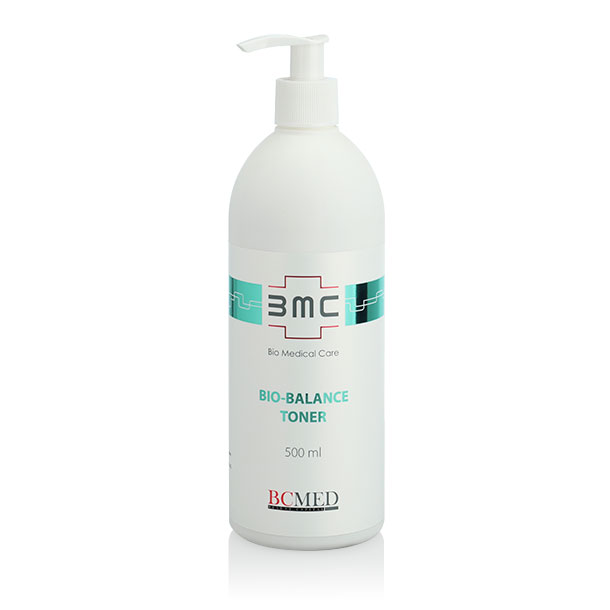 BMC
Bio Medical Care
BIO-BALANCE
TONER
500 ml
BCMED